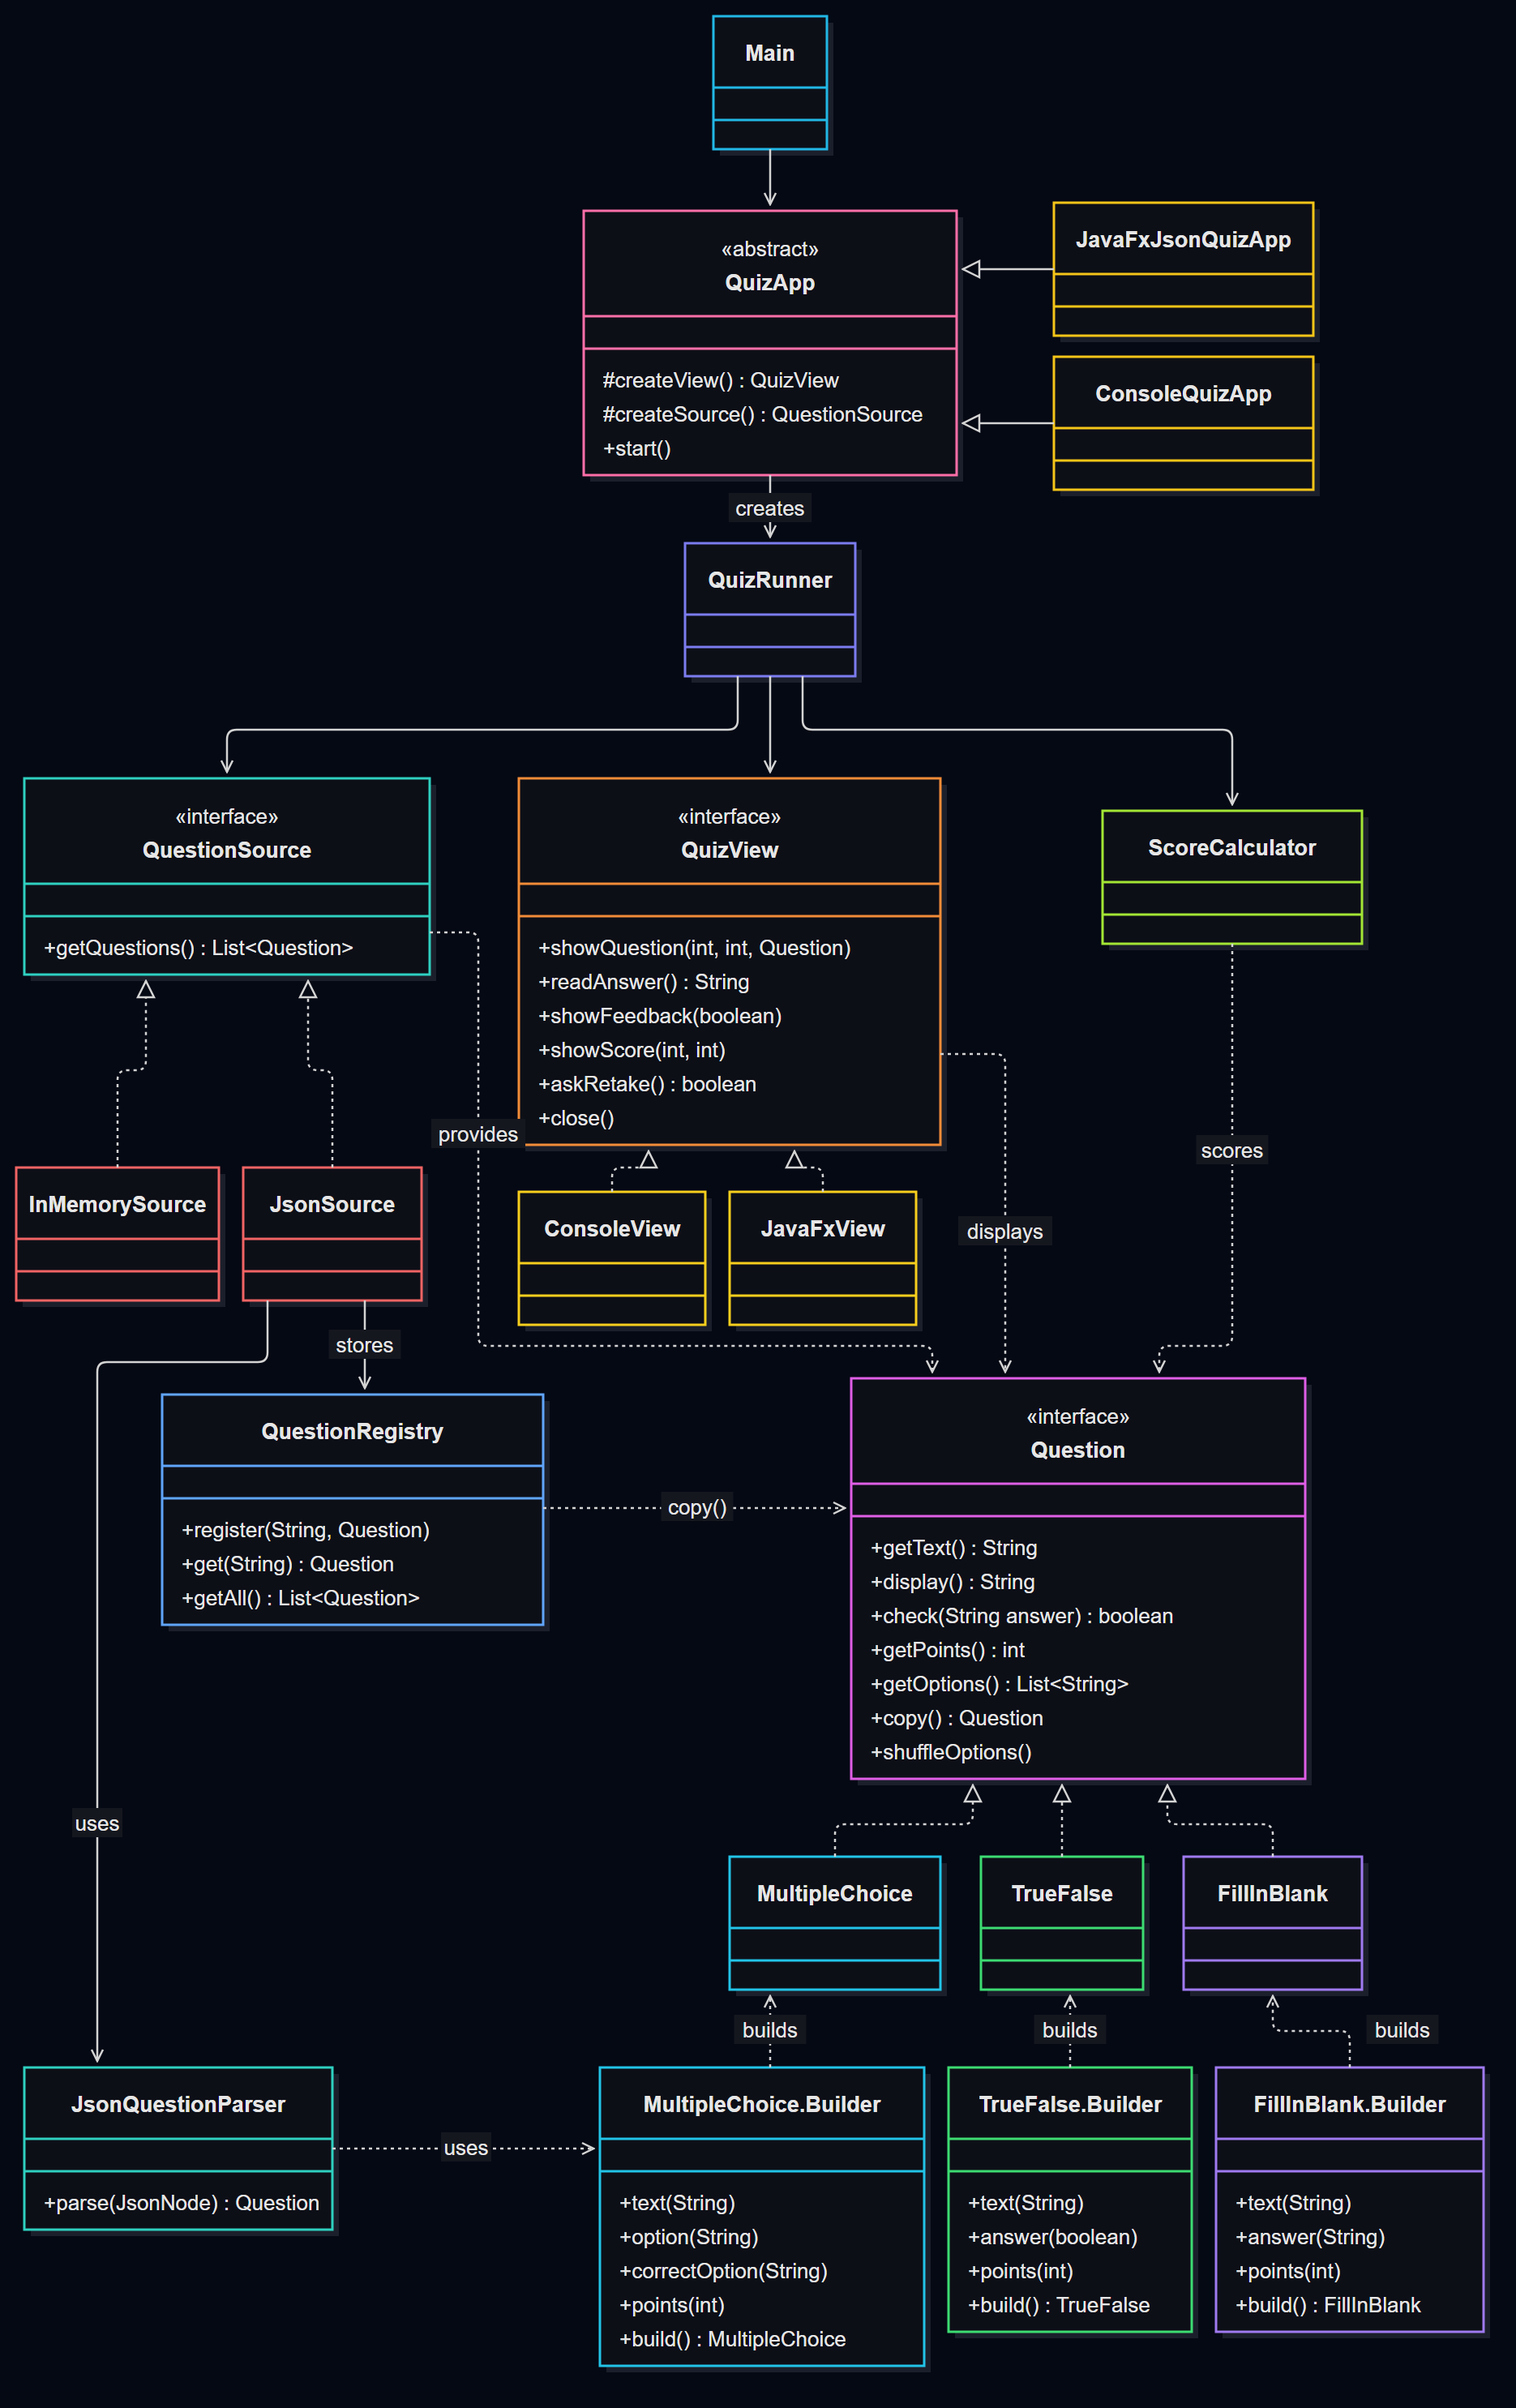 Main
«abstract»
QuizApp
#createView() : QuizView
#createSource() : QuestionSource
+start()
JavaFxJsonQuizApp
ConsoleQuizApp
creates
QuizRunner
«interface»
QuestionSource
+getQuestions() : List<Question>
«interface»
QuizView
+showQuestion(int, int, Question)
+readAnswer() : String
+showFeedback(boolean)
+showScore(int, int)
+askRetake() : boolean
+close()
ScoreCalculator
provides
scores
displays
InMemorySource
JsonSource
ConsoleView
JavaFxView
stores
QuestionRegistry
+register(String, Question)
+get(String) : Question
+getAll() : List<Question>
copy()
«interface»
Question
+getText() : String
+display() : String
+check(String answer) : boolean
+getPoints() : int
+getOptions() : List<String>
+copy() : Question
+shuffleOptions()
uses
MultipleChoice
TrueFalse
FillInBlank
builds
builds
builds
JsonQuestionParser
+parse(JsonNode) : Question
uses
MultipleChoice.Builder
+text(String)
+option(String)
+correctOption(String)
+points(int)
+build() : MultipleChoice
TrueFalse.Builder
+text(String)
+answer(boolean)
+points(int)
+build() : TrueFalse
FillInBlank.Builder
+text(String)
+answer(String)
+points(int)
+build() : FillInBlank